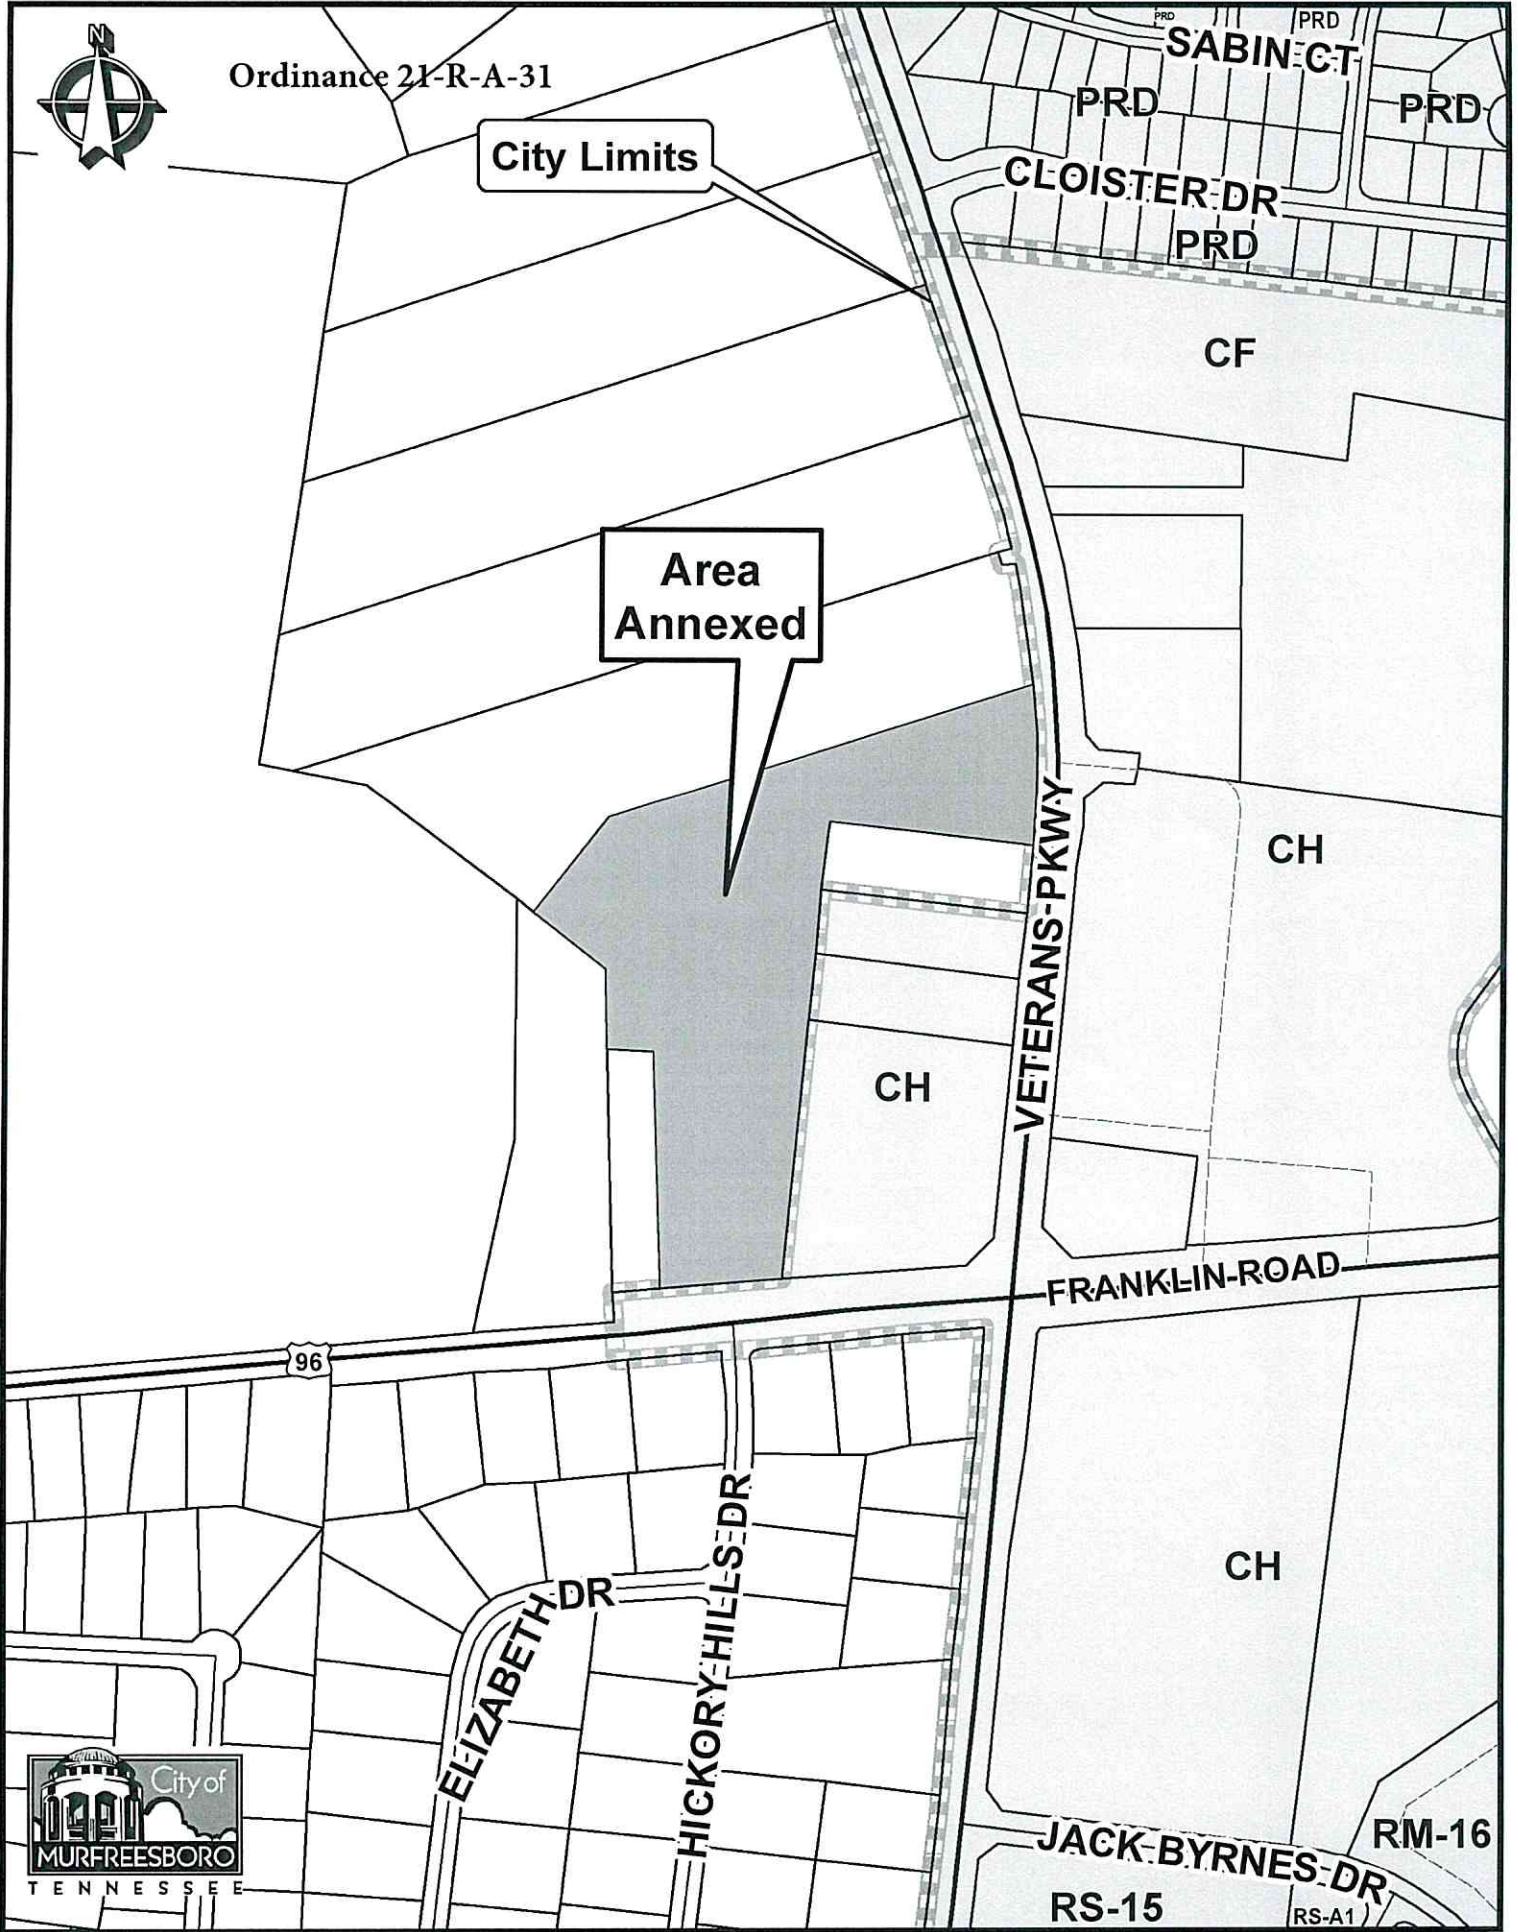 N
Ordinance 21-R-A-31
PRD
PRD
SABIN CT
PRD
PRD
City Limits
CLOISTER DR
PRD
CF
Area
Annexed
VETERANS PKWY
CH
CH
FRANKLIN ROAD
96
CH
ELIZABETH DR
HICKORY HILLS DR
JACK BYRNES DR
RM-16
RS-15
RS-A1
City of
MURFREESBORO
TENNESSEE